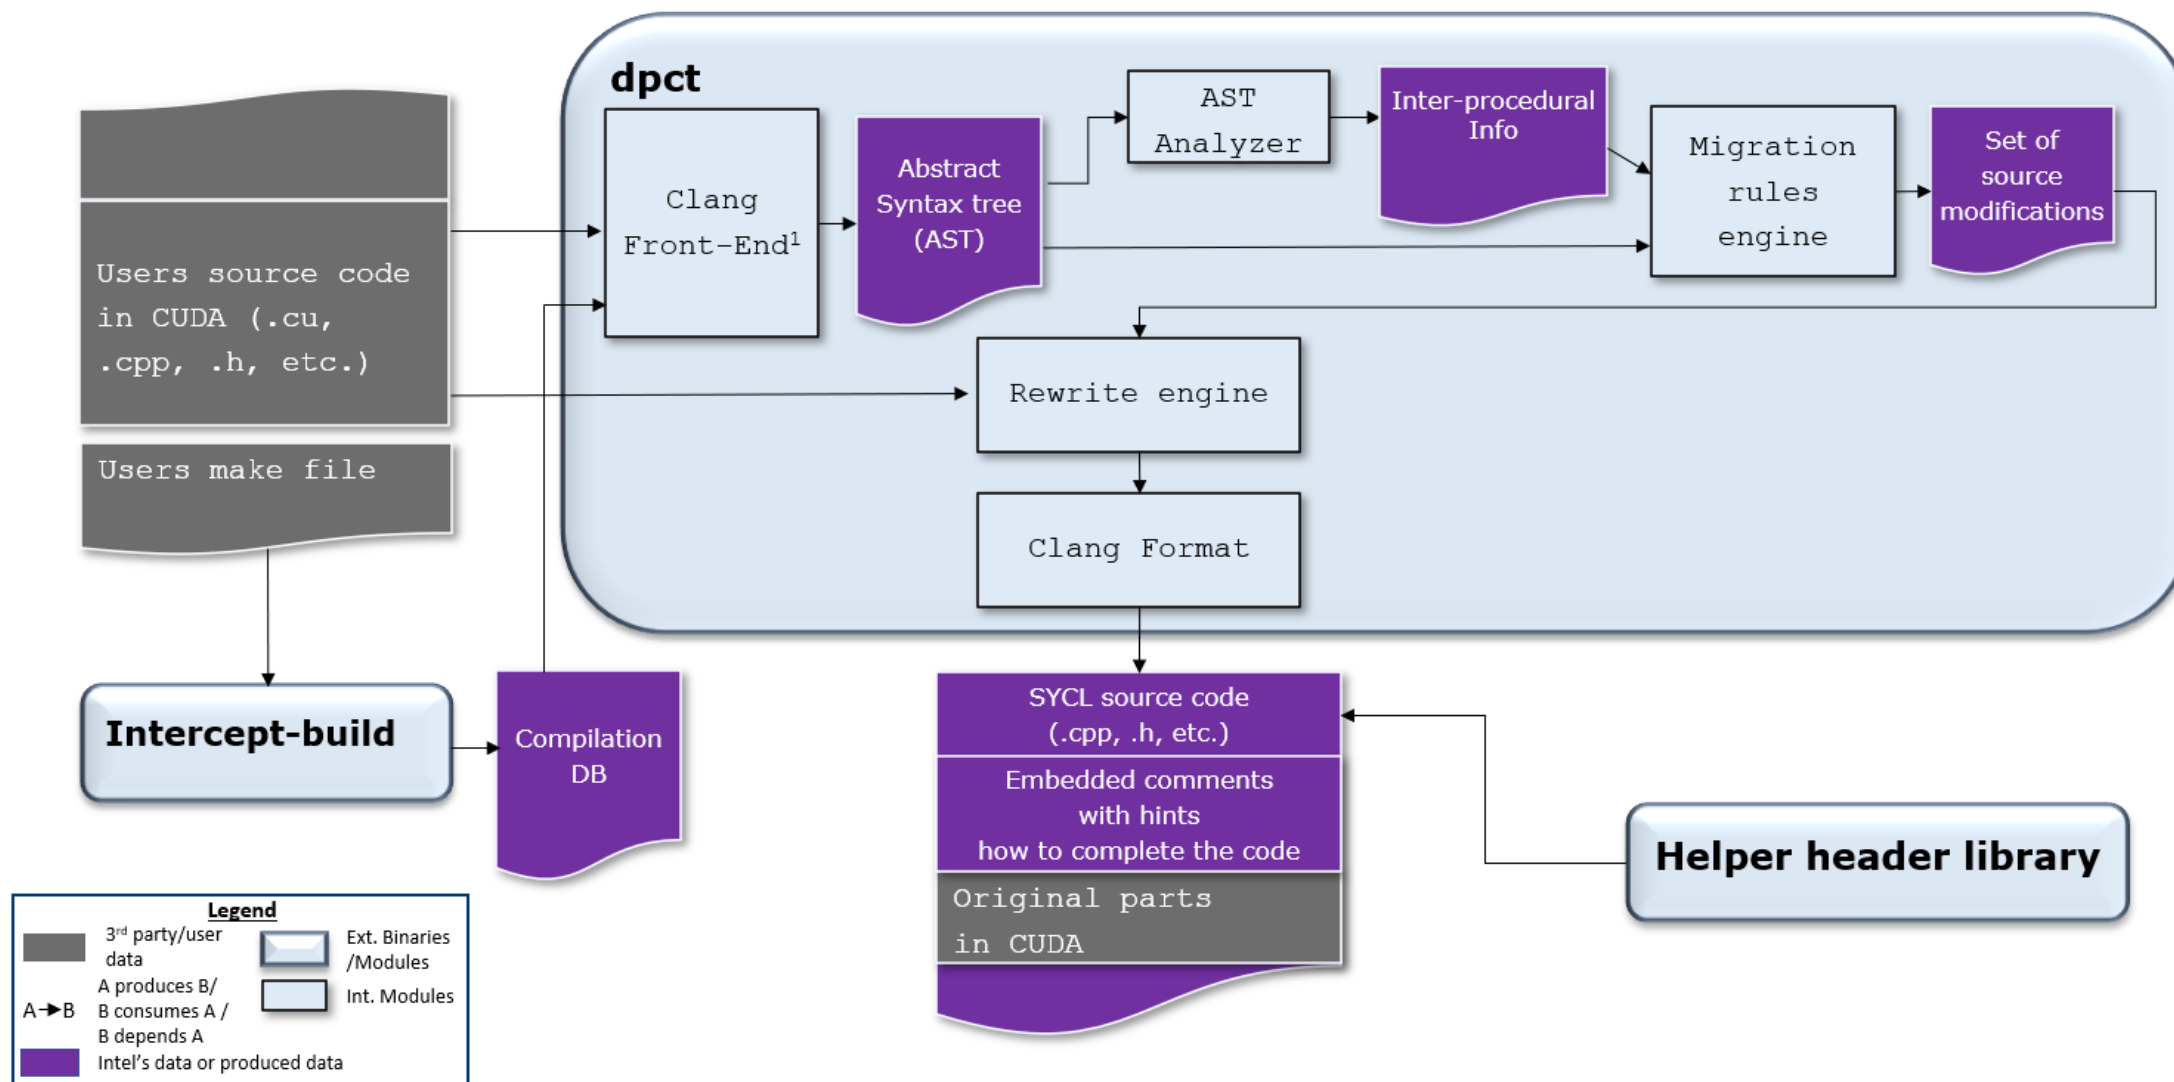 dpct
Users source code
in CUDA (.cu,
.cpp, .h, etc.)
Users make file
Clang
Front-End¹
Abstract
Syntax tree
(AST)
AST
Analyzer
Inter-procedural
Info
Migration
rules
engine
Set of
source
modifications
Rewrite engine
Clang Format
Intercept-build
Compilation
DB
SYCL source code
(.cpp, .h, etc.)
Embedded comments
with hints
how to complete the code
Original parts
in CUDA
Helper header library
Legend
3rd party/user
data
Ext. Binaries
/Modules
A→B
A produces B/
B consumes A /
B depends A
Int. Modules
Intel's data or produced data